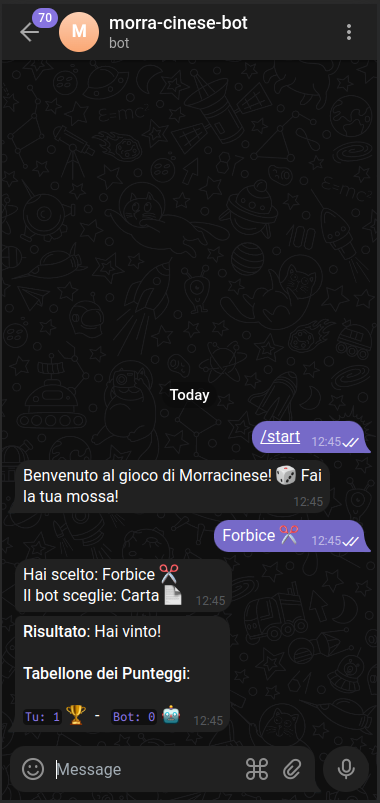 70
M
morra-cinese-bot
bot
Today
/start 12:45
Benvenuto al gioco di Morracinese! 🎲 Fai
la tua mossa!
12:45
Forbice ✂️ 12:45
Hai scelto: Forbice ✂️
Il bot sceglie: Carta 📄 12:45
Risultato: Hai vinto!
Tabellone dei Punteggi:
Tu: 1 🏆 - Bot: 0 🤖 12:45
Message